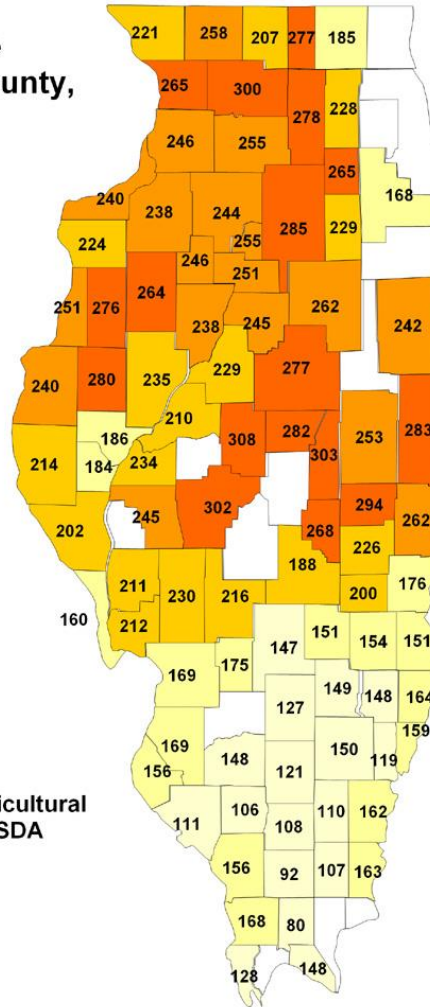 e
ounty,
221 258 207 277 185
265 300 278 228
246 255 265 168
240 238 244 255 285 229
224 246 251
251 276 264 238 245 262 242
240 280 235 229 277
210
186 308 282 253 283
214 184 234 303
202 245 302 294 262
268 226
211 230 216 188 200 176
160 212
169 175 147 151 154 151
149 148 164
127
169 148 150 159
156 121 119
111 106 108 110 162
156 92 107 163
168 80
128 148
icultural
SDA